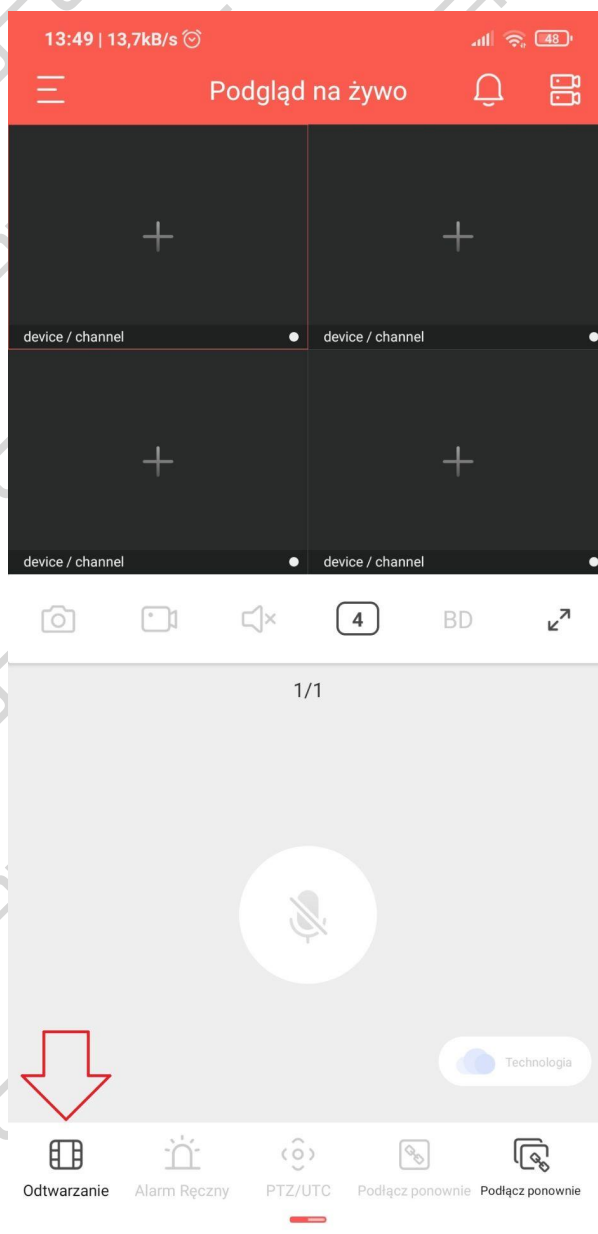 13:49 | 13,7kB/s
48
Podgląd na żywo
device / channel
device / channel
device / channel
device / channel
4
BD
1/1
Technologia
Odtwarzanie
Alarm Ręczny
PTZ/UTC
Podłącz ponownie
Podłącz ponownie